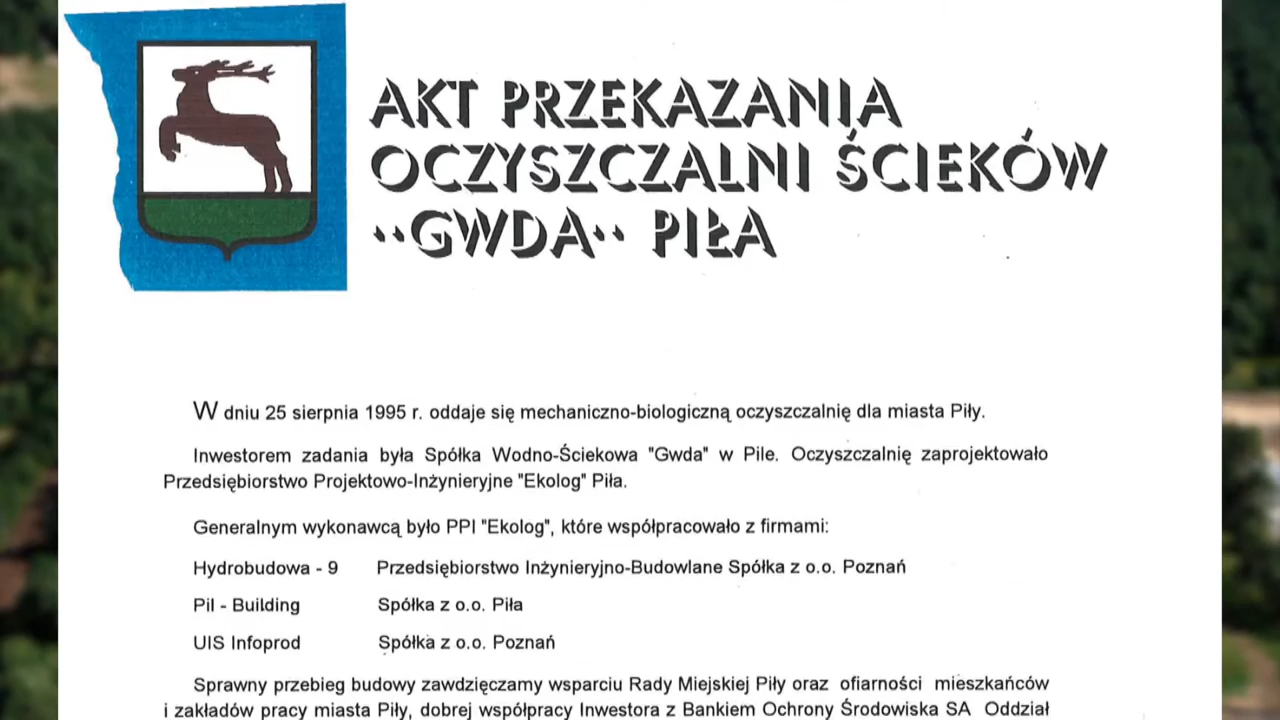 AKT PRZEKAZANIA
OCZYSZCZALNI ŚCIEKÓW
"GWDA" PIŁA
W dniu 25 sierpnia 1995 r. oddaje się mechaniczno-biologiczną oczyszczalnię dla miasta Piły.
Inwestorem zadania była Spółka Wodno-Ściekowa "Gwda" w Pile. Oczyszczalnię zaprojektowało
Przedsiębiorstwo Projektowo-Inżynieryjne "Ekolog" Piła.
Generalnym wykonawcą było PPI "Ekolog", które współpracowało z firmami:
Hydrobudowa - 9 Przedsiębiorstwo Inżynieryjno-Budowlane Spółka z o.o. Poznań
Pil - Building Spółka z o.o. Piła
UIS Infoprod Spółka z o.o. Poznań
Sprawny przebieg budowy zawdzięczamy wsparciu Rady Miejskiej Piły oraz ofiarności mieszkańców
i zakładów pracy miasta Piły, dobrej współpracy Inwestora z Bankiem Ochrony Środowiska SA Oddział